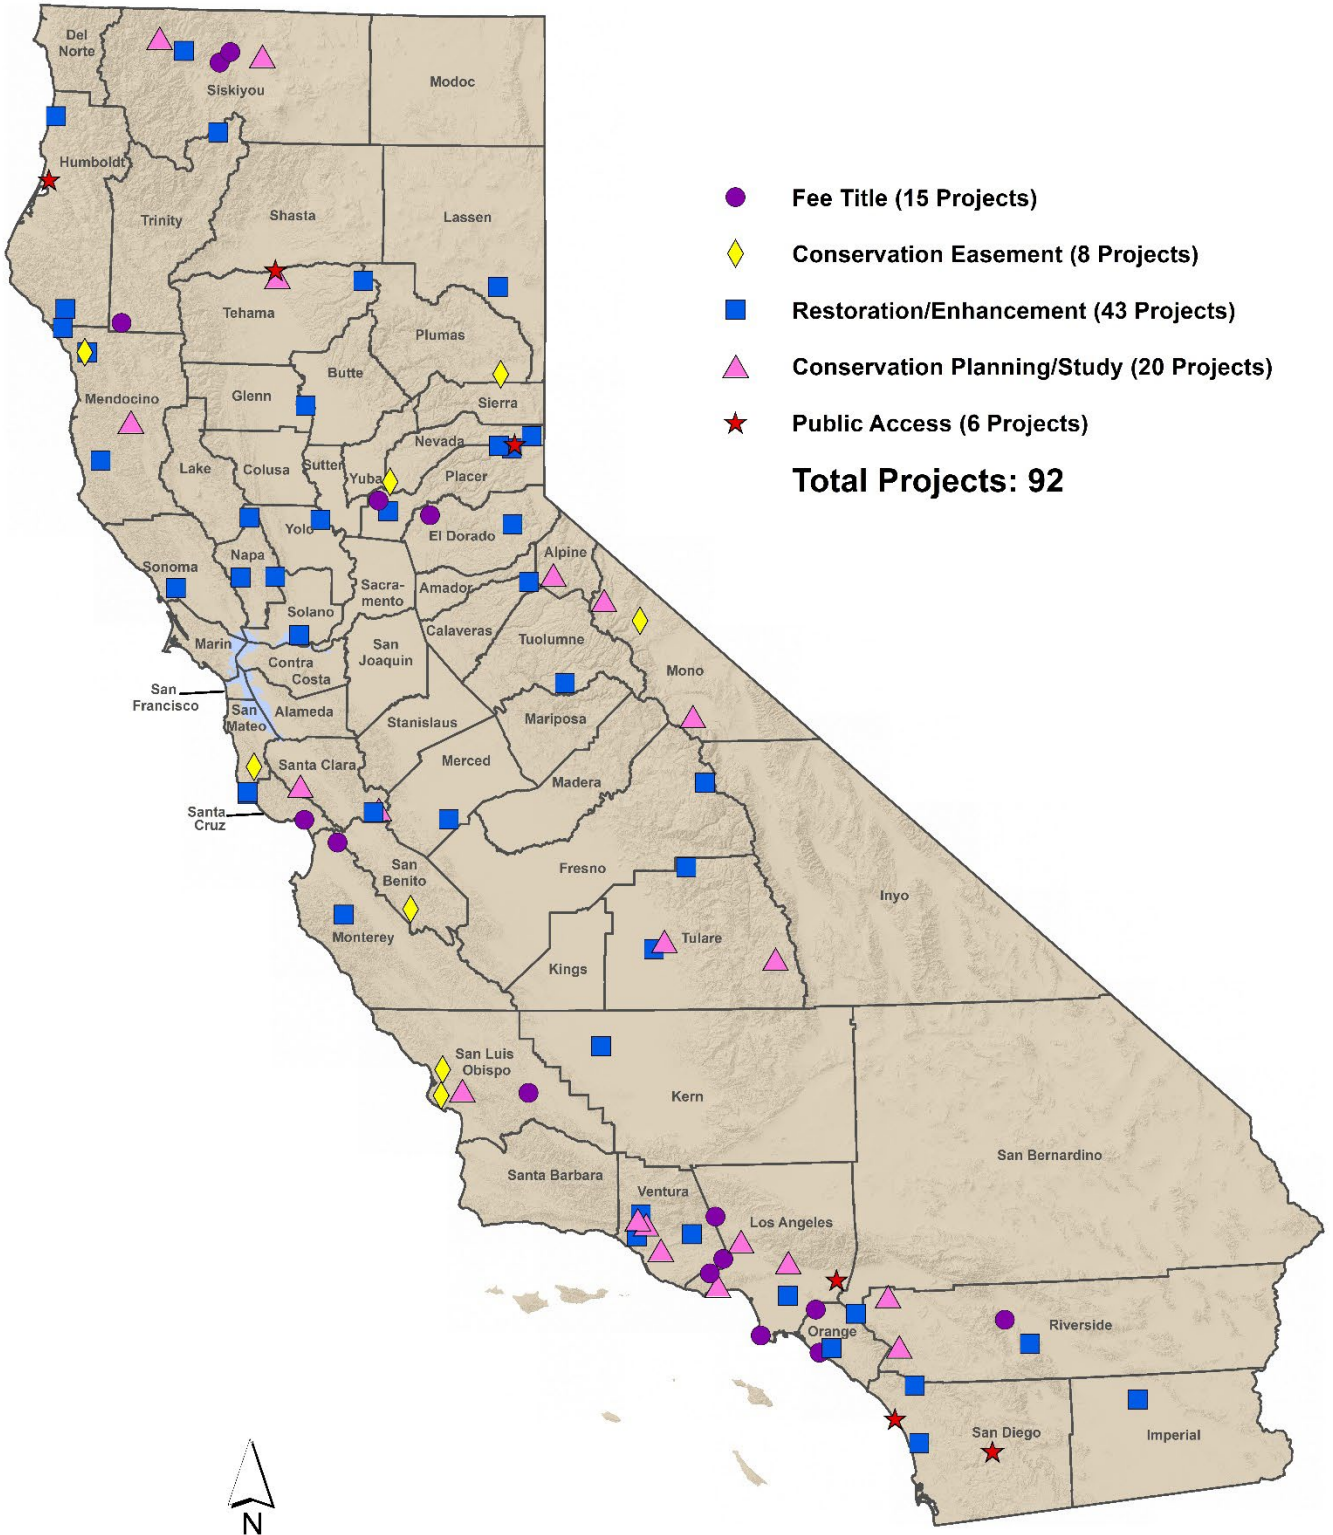 Del
Norte
Siskiyou
Modoc
Humboldt
Trinity
Shasta
Lassen
Tehama
Plumas
Butte
Glenn
Mendocino
Sierra
Nevada
Lake
Colusa
Sutter
Yuba
Placer
Yolo
El Dorado
Napa
Alpine
Sonoma
Sacra-
mento
Amador
Solano
Calaveras
Tuolumne
Marin
San
Joaquin
Contra
Costa
Mono
San
Francisco
San
Mateo
Alameda
Stanislaus
Mariposa
Santa Clara
Merced
Madera
Santa
Cruz
San
Benito
Fresno
Inyo
Monterey
Tulare
Kings
San Luis
Obispo
Kern
San Bernardino
Santa Barbara
Ventura
Los Angeles
Orange
Riverside
San Diego
Imperial
Fee Title (15 Projects)
Conservation Easement (8 Projects)
Restoration/Enhancement (43 Projects)
Conservation Planning/Study (20 Projects)
Public Access (6 Projects)
Total Projects: 92
N